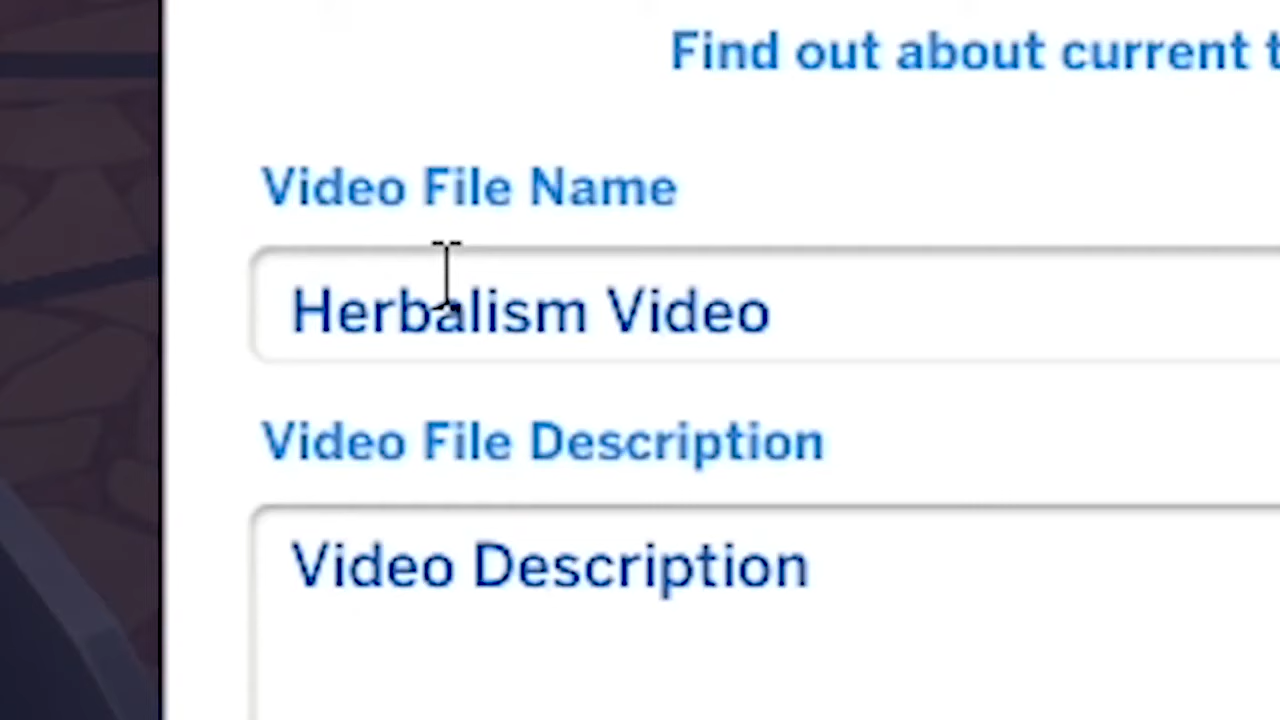 Find out about current
Video File Name
Herbalism Video
Video File Description
Video Description